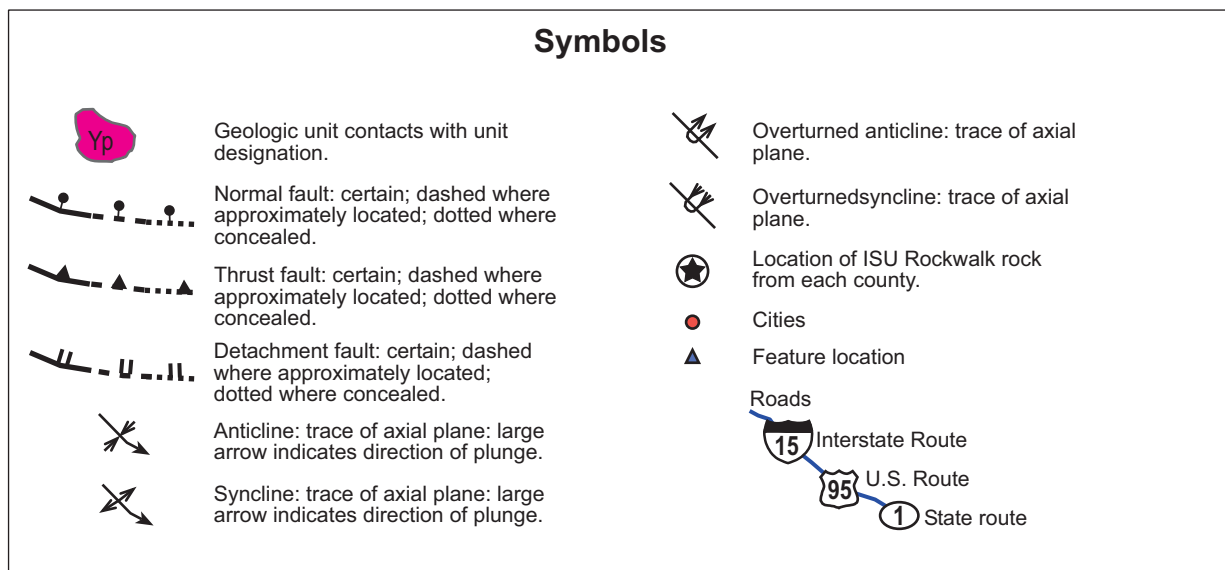 Symbols
Yp
Geologic unit contacts with unit
designation.
Normal fault: certain; dashed where
approximately located; dotted where
concealed.
Thrust fault: certain; dashed where
approximately located; dotted where
concealed.
Detachment fault: certain; dashed
where approximately located;
dotted where concealed.
Anticline: trace of axial plane: large
arrow indicates direction of plunge.
Syncline: trace of axial plane: large
arrow indicates direction of plunge.
Overturned anticline: trace of axial
plane.
Overturnedsyncline: trace of axial
plane.
Location of ISU Rockwalk rock
from each county.
Cities
Feature location
Roads
15 Interstate Route
95 U.S. Route
1 State route